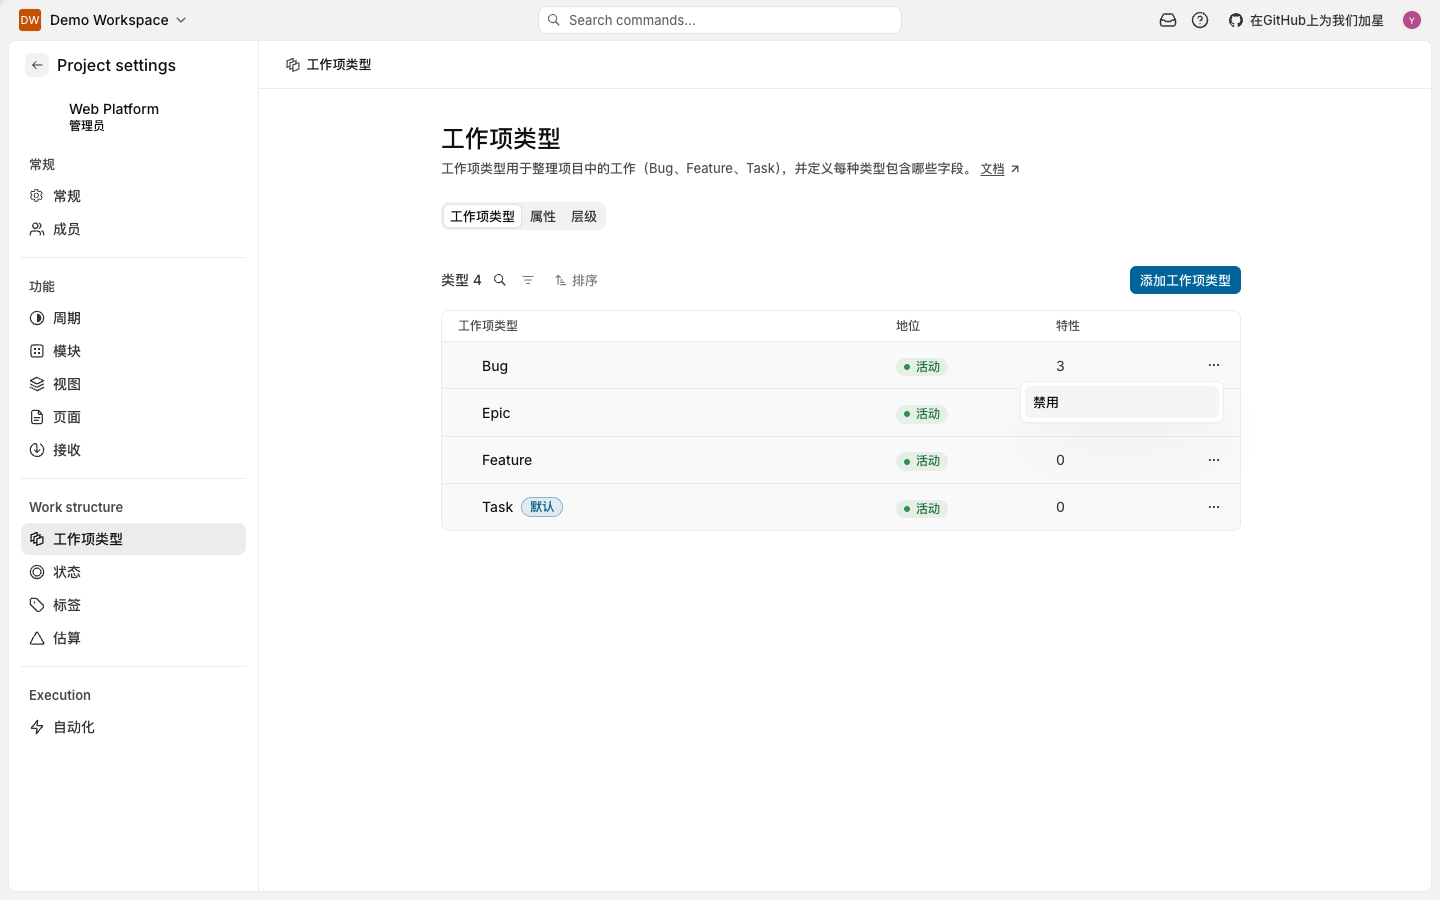 DW Demo Workspace
Search commands...
在GitHub上为我们加星
Y
Project settings
Web Platform
管理员
常规
常规
成员
功能
周期
模块
视图
页面
接收
Work structure
工作项类型
状态
标签
估算
Execution
自动化
工作项类型
工作项类型
工作项类型用于整理项目中的工作（Bug、Feature、Task），并定义每种类型包含哪些字段。 文档
工作项类型 属性 层级
类型 4 排序 添加工作项类型
工作项类型 地位 特性
Bug 活动 3
禁用
Epic 活动
Feature 活动 0
Task 默认 活动 0